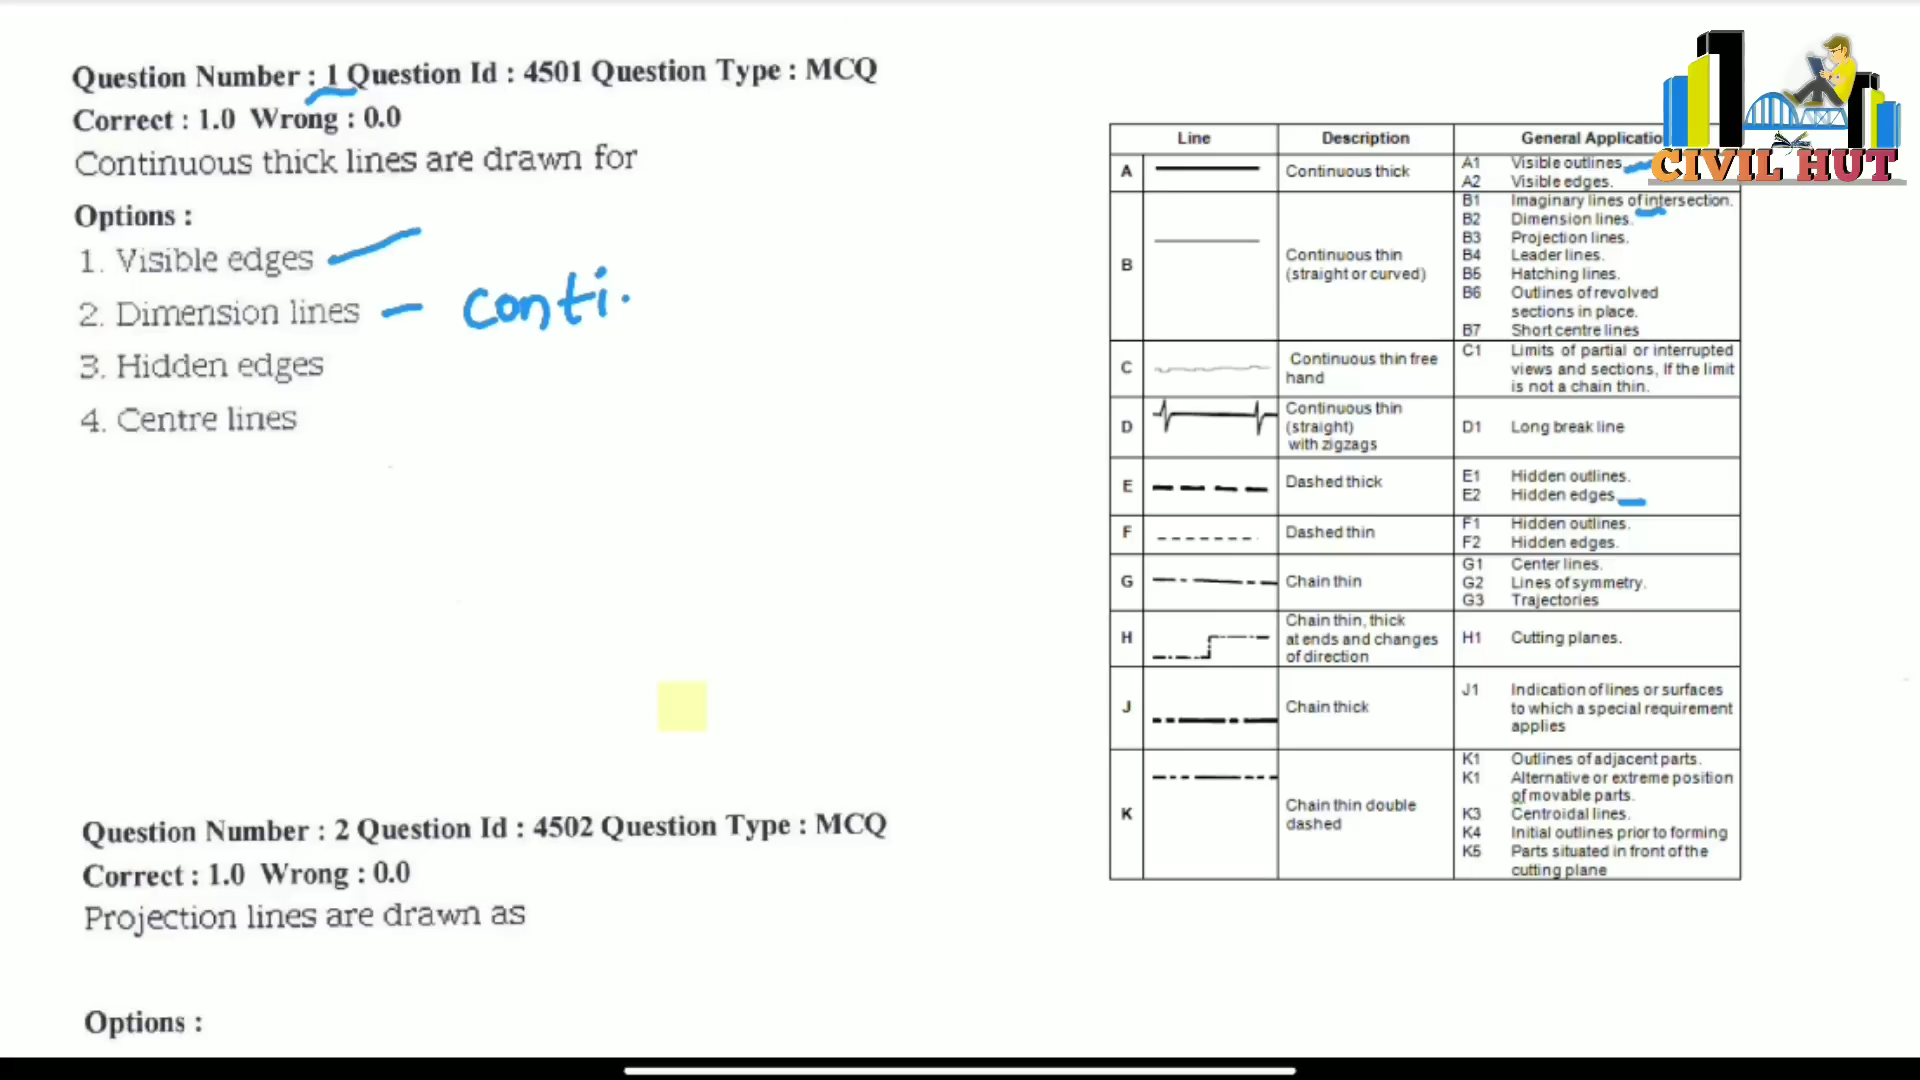 Question Number : 1 Question Id : 4501 Question Type : MCQ
Correct : 1.0 Wrong : 0.0
Continuous thick lines are drawn for
Options :
1. Visible edges
2. Dimension lines - conti.
3. Hidden edges
4. Centre lines
Question Number : 2 Question Id : 4502 Question Type : MCQ
Correct : 1.0 Wrong : 0.0
Projection lines are drawn as
Options :
CIVIL HUT
Line Description General Applicatio
A Continuous thick A1 Visible outlines
A2 Visible edges.
B Continuous thin
(straight or curved)
B1 Imaginary lines of intersection.
B2 Dimension lines.
B3 Projection lines.
B4 Leader lines.
B5 Hatching lines.
B6 Outlines of revolved
sections in place.
B7 Short centre lines
C Continuous thin free
hand
C1 Limits of partial or interrupted
views and sections, If the limit
is not a chain thin.
D Continuous thin
(straight)
with zigzags
D1 Long break line
E Dashed thick
E1 Hidden outlines.
E2 Hidden edges
F Dashed thin
F1 Hidden outlines.
F2 Hidden edges.
G Chain thin
G1 Center lines.
G2 Lines of symmetry.
G3 Trajectories
H Chain thin, thick
at ends and changes
of direction
H1 Cutting planes.
J Chain thick
J1 Indication of lines or surfaces
to which a special requirement
applies
K Chain thin double
dashed
K1 Outlines of adjacent parts.
K1 Alternative or extreme position
of movable parts.
K3 Centroidal lines.
K4 Initial outlines prior to forming
K5 Parts situated in front of the
cutting plane